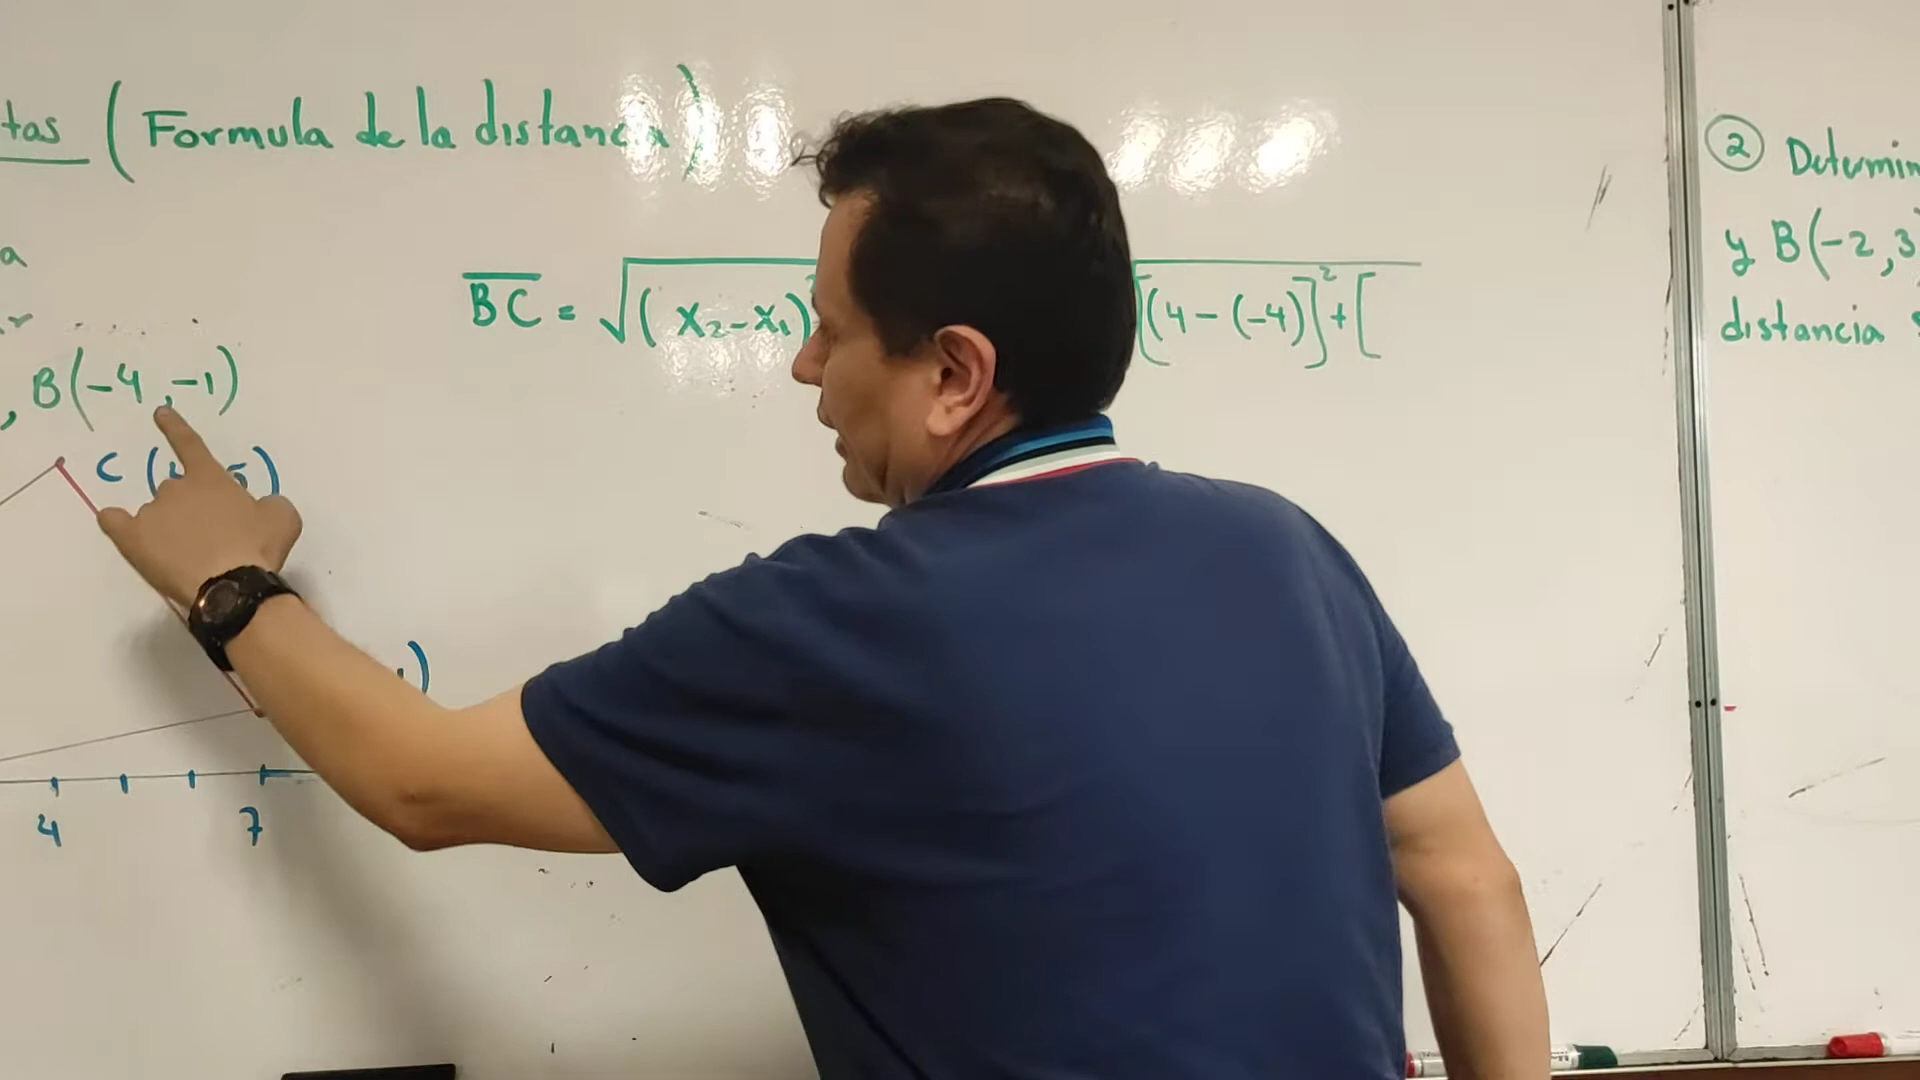 tas (Formula de la distancia)
a
BC = √(x₂-x₁)² [(4-(-4)]²+[
, B(-4,-1)
C (
)
4 7
② Determin
y B(-2,3
distancia